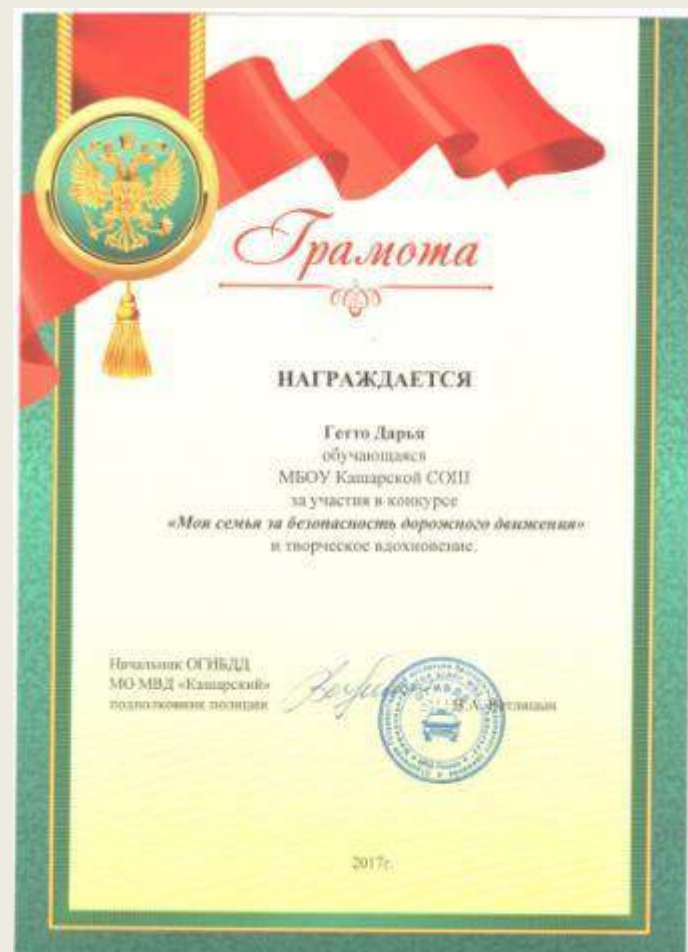 Грамота
НАГРАЖДАЕТСЯ
Гетто Дарья
обучающаяся
МБОУ Кашарской СОШ
за участия в конкурсе
«Моя семья за безопасность дорожного движения»
и творческое вдохновение.
Начальник ОГИБДД
МО МВД «Кашарский»
подполковник полиции
2017г.